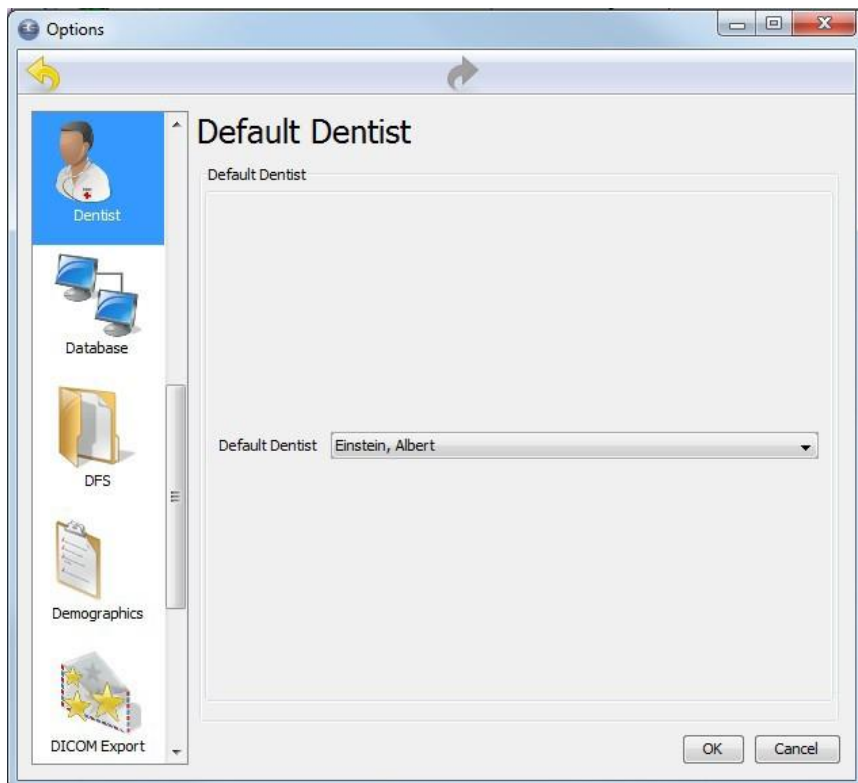 Options
Default Dentist
Default Dentist
Dentist
Database
Default Dentist Einstein, Albert
DFS
Demographics
DICOM Export
OK Cancel